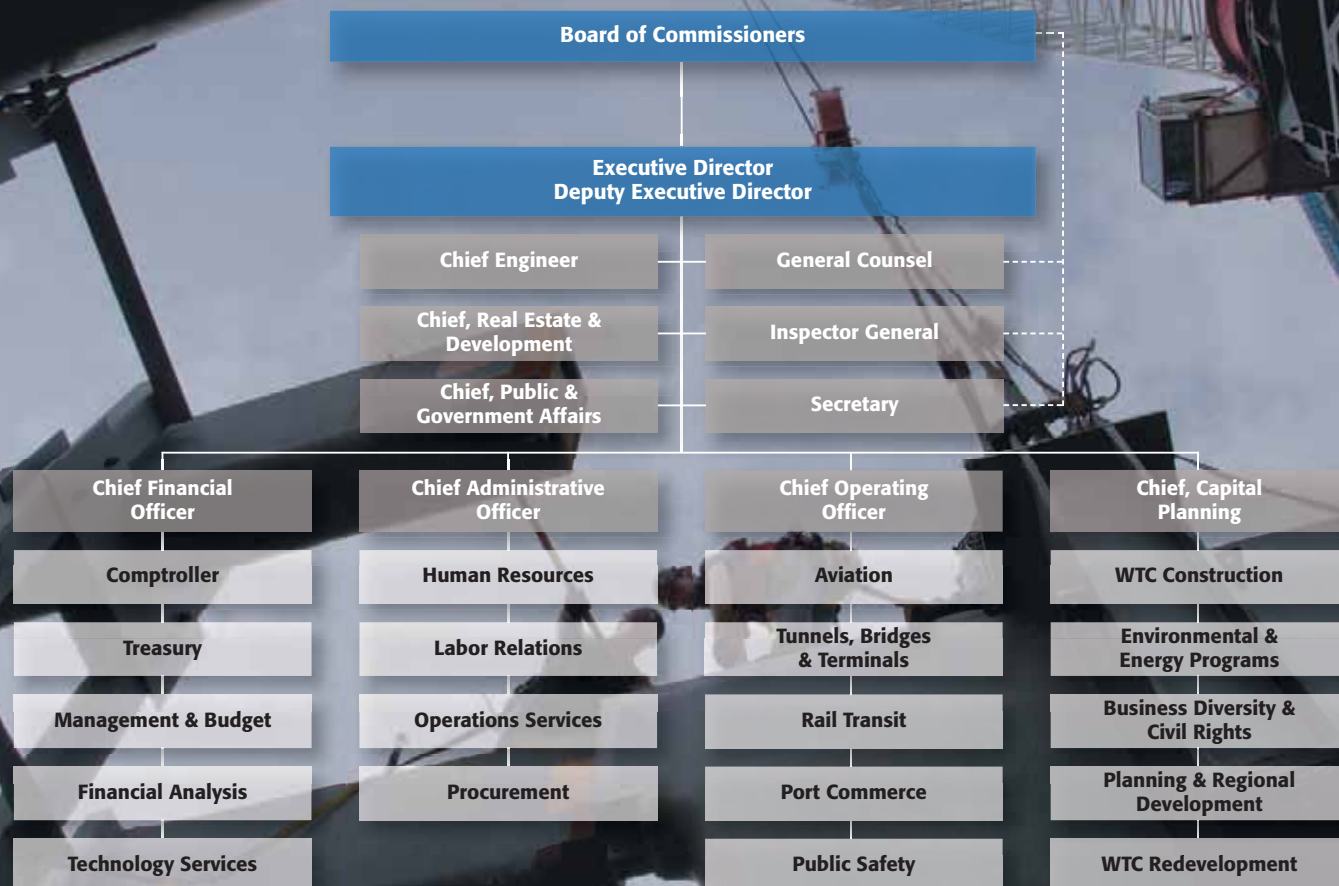 Board of Commissioners
Executive Director
Deputy Executive Director
Chief Engineer
General Counsel
Chief, Real Estate &
Development
Inspector General
Chief, Public &
Government Affairs
Secretary
Chief Financial
Officer
Chief Administrative
Officer
Chief Operating
Officer
Chief, Capital
Planning
Comptroller
Human Resources
Aviation
WTC Construction
Treasury
Labor Relations
Tunnels, Bridges
& Terminals
Environmental &
Energy Programs
Management & Budget
Operations Services
Rail Transit
Business Diversity &
Civil Rights
Financial Analysis
Procurement
Port Commerce
Planning & Regional
Development
Technology Services
Public Safety
WTC Redevelopment